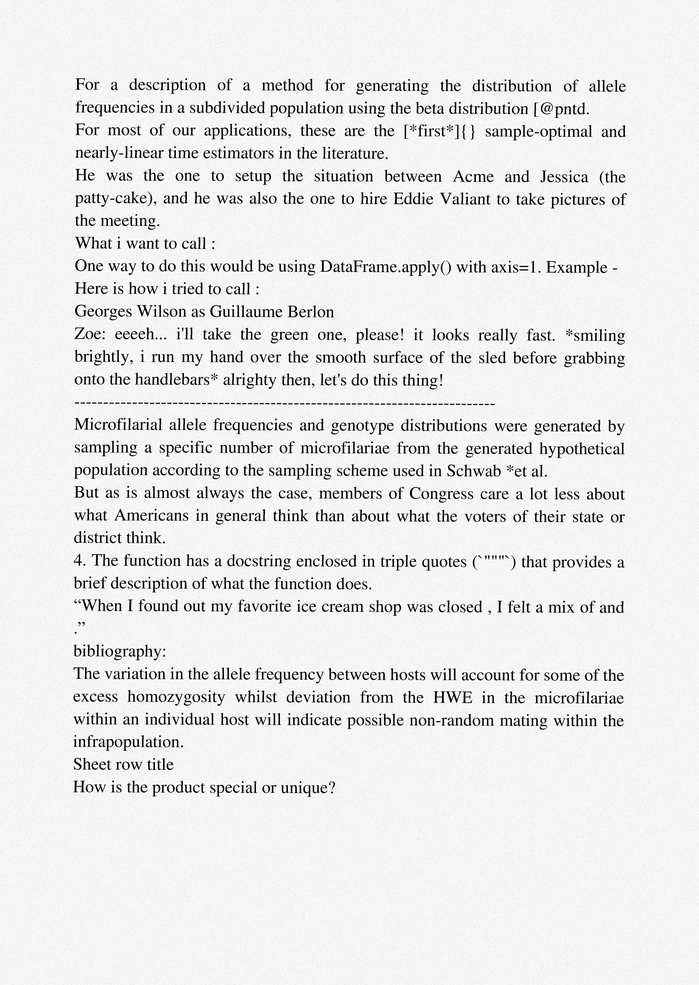 For a description of a method for generating the distribution of allele
frequencies in a subdivided population using the beta distribution [@pntd.
For most of our applications, these are the [*first*]{} sample-optimal and
nearly-linear time estimators in the literature.
He was the one to setup the situation between Acme and Jessica (the
patty-cake), and he was also the one to hire Eddie Valiant to take pictures of
the meeting.
What i want to call :
One way to do this would be using DataFrame.apply() with axis=1. Example -
Here is how i tried to call :
Georges Wilson as Guillaume Berlon
Zoe: eeeeh... i'll take the green one, please! it looks really fast. *smiling
brightly, i run my hand over the smooth surface of the sled before grabbing
onto the handlebars* alrighty then, let's do this thing!
--------------------------------------------------------------------------
Microfilarial allele frequencies and genotype distributions were generated by
sampling a specific number of microfilariae from the generated hypothetical
population according to the sampling scheme used in Schwab *et al.
But as is almost always the case, members of Congress care a lot less about
what Americans in general think than about what the voters of their state or
district think.
4. The function has a docstring enclosed in triple quotes (`"""`) that provides a
brief description of what the function does.
“When I found out my favorite ice cream shop was closed , I felt a mix of and
.”
bibliography:
The variation in the allele frequency between hosts will account for some of the
excess homozygosity whilst deviation from the HWE in the microfilariae
within an individual host will indicate possible non-random mating within the
infrapopulation.
Sheet row title
How is the product special or unique?